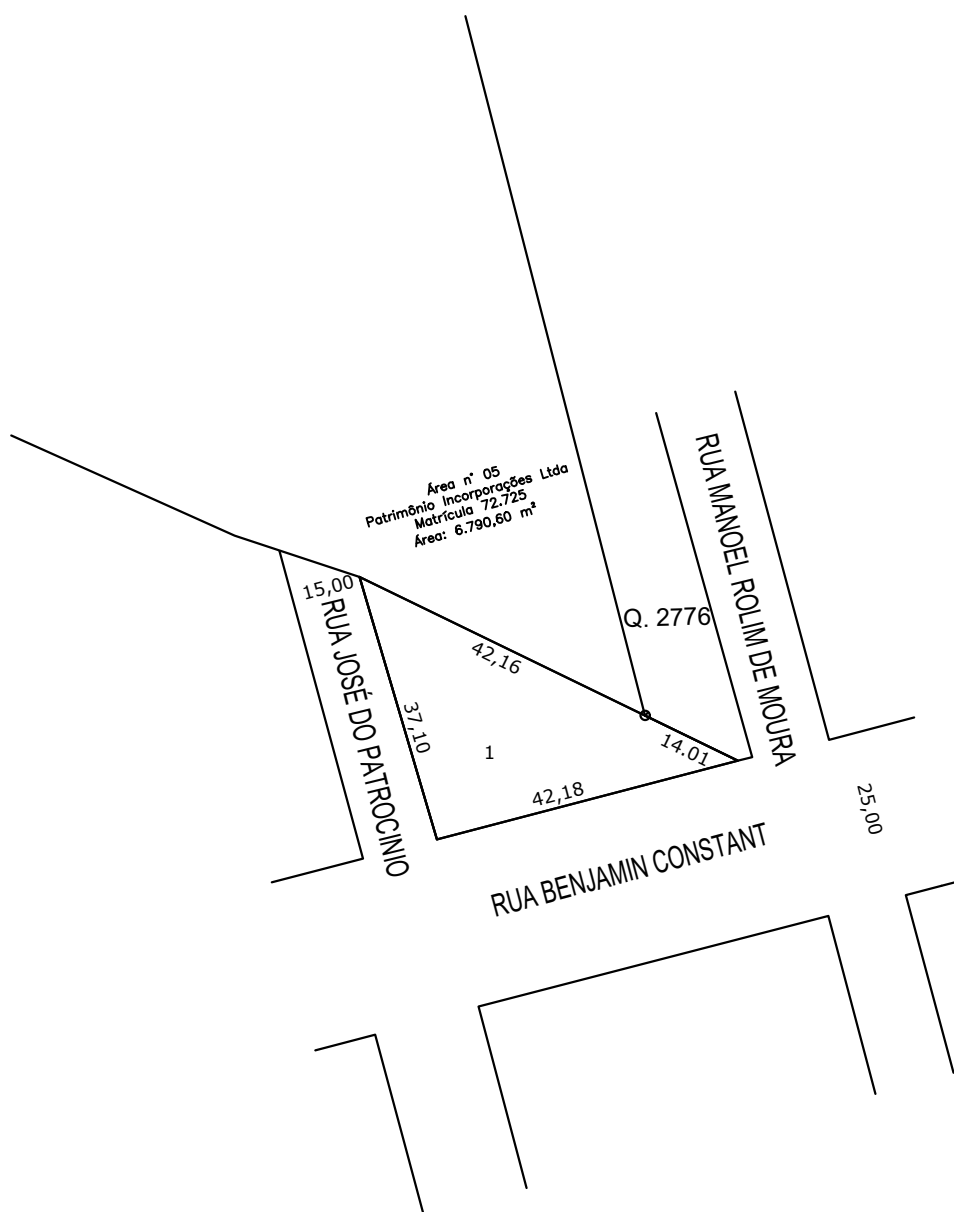 Área n° 05
Patrimônio Incorporações Ltda
Matrícula 72.725
Área: 6.790,60 m²
RUA MANOEL ROLIM DE MOURA
Q. 2776
15,00
RUA JOSÉ DO PATROCINIO
42,16
37,10
14.01
1
42,18
25,00
RUA BENJAMIN CONSTANT